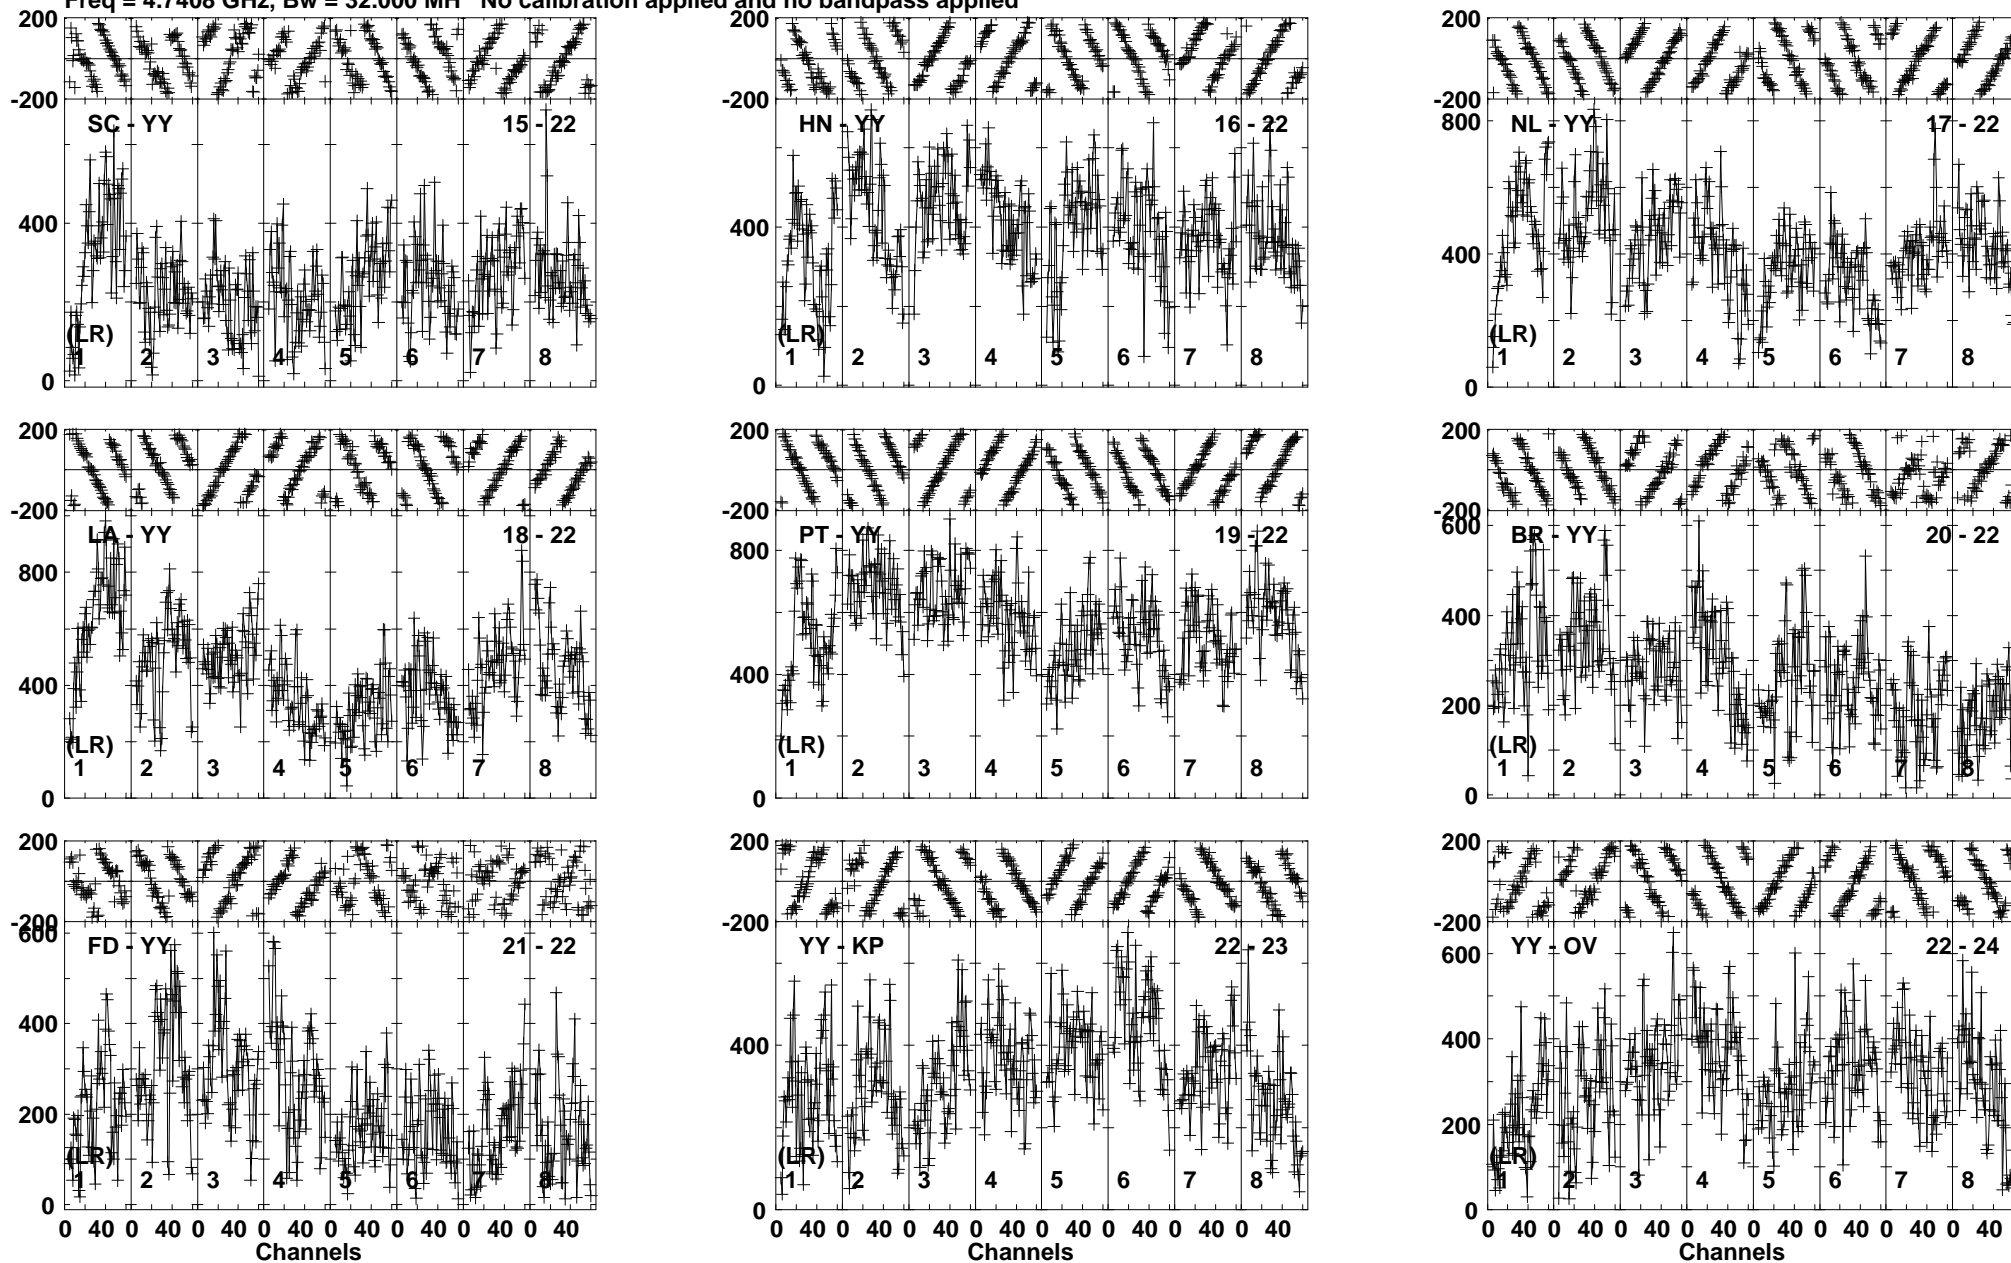 Freq = 4.7408 GHz, Bw = 32.000 MH No calibration applied and no bandpass applied
200 200 200
-200 -200 -200
SC - YY 15 - 22 HN - YY 16 - 22 NL - YY 17 - 22
800
400 400 400
(LR) (LR) (LR)
1 2 3 4 5 6 7 8 1 2 3 4 5 6 7 8 1 2 3 4 5 6 7 8
0 0 0
200 200 200
-200 -200 -200
LA - YY 18 - 22 PT - YY 19 - 22 BR - YY 20 - 22
600
800 800
400
400 400
200
(LR) (LR) (LR)
1 2 3 4 5 6 7 8 1 2 3 4 5 6 7 8 1 2 3 4 5 6 7 8
0 0 0
200 200 200
-200 -200 -200
600
FD - YY 21 - 22 YY - KP 22 - 23 YY - OV 22 - 24
600
400 400 400
200 200
(LR) (LR) (LR)
1 2 3 4 5 6 7 8 1 2 3 4 5 6 7 8 1 2 3 4 5 6 7 8
0 0 0
0 40 0 40 0 40 0 40 0 40 0 40 0 40 0 40 0 40 0 40 0 40 0 40 0 40 0 40 0 40 0 40 0 40 0 40 0 40 0 40 0 40 0 40 0 40 0 40
Channels Channels Channels